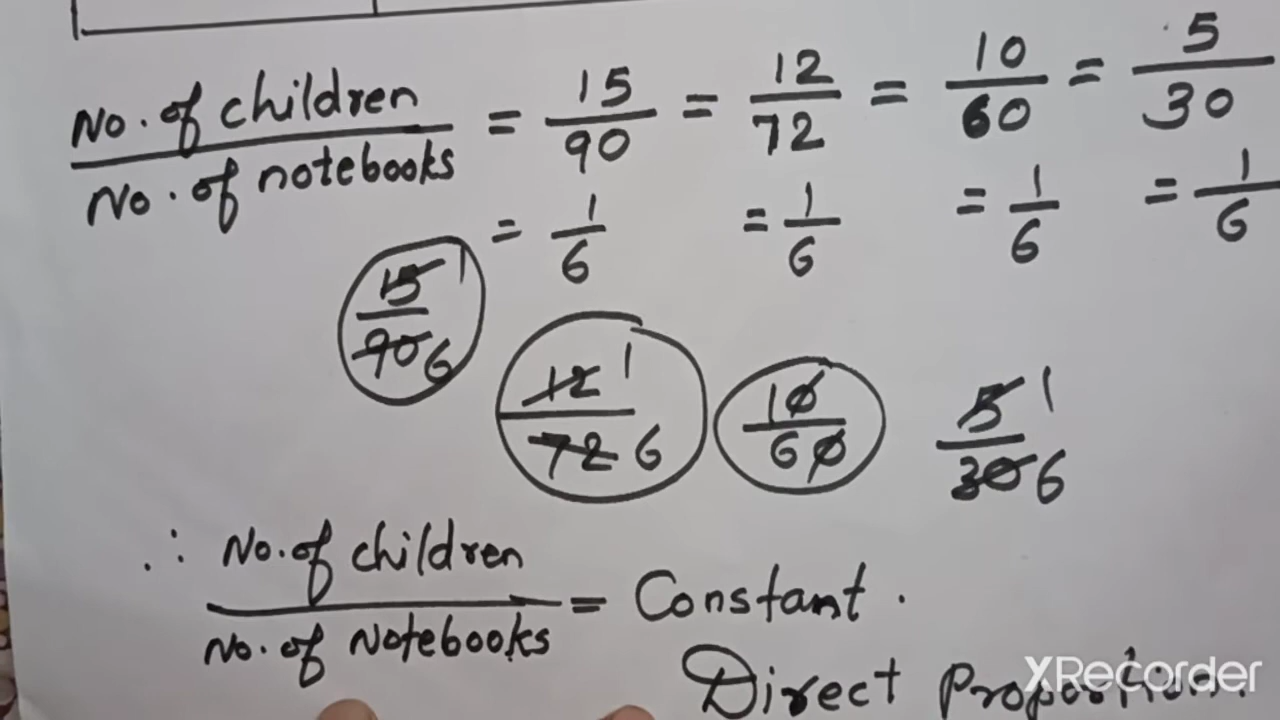 No. of children / No. of notebooks = 15/90 = 12/72 = 10/60 = 5/30
= 1/6 = 1/6 = 1/6 = 1/6
15/90 1 6
12/72 1 6
10/60
5/30 1 6
∴ No. of children / No. of Notebooks = Constant.
Direct Proportion.
XRecorder